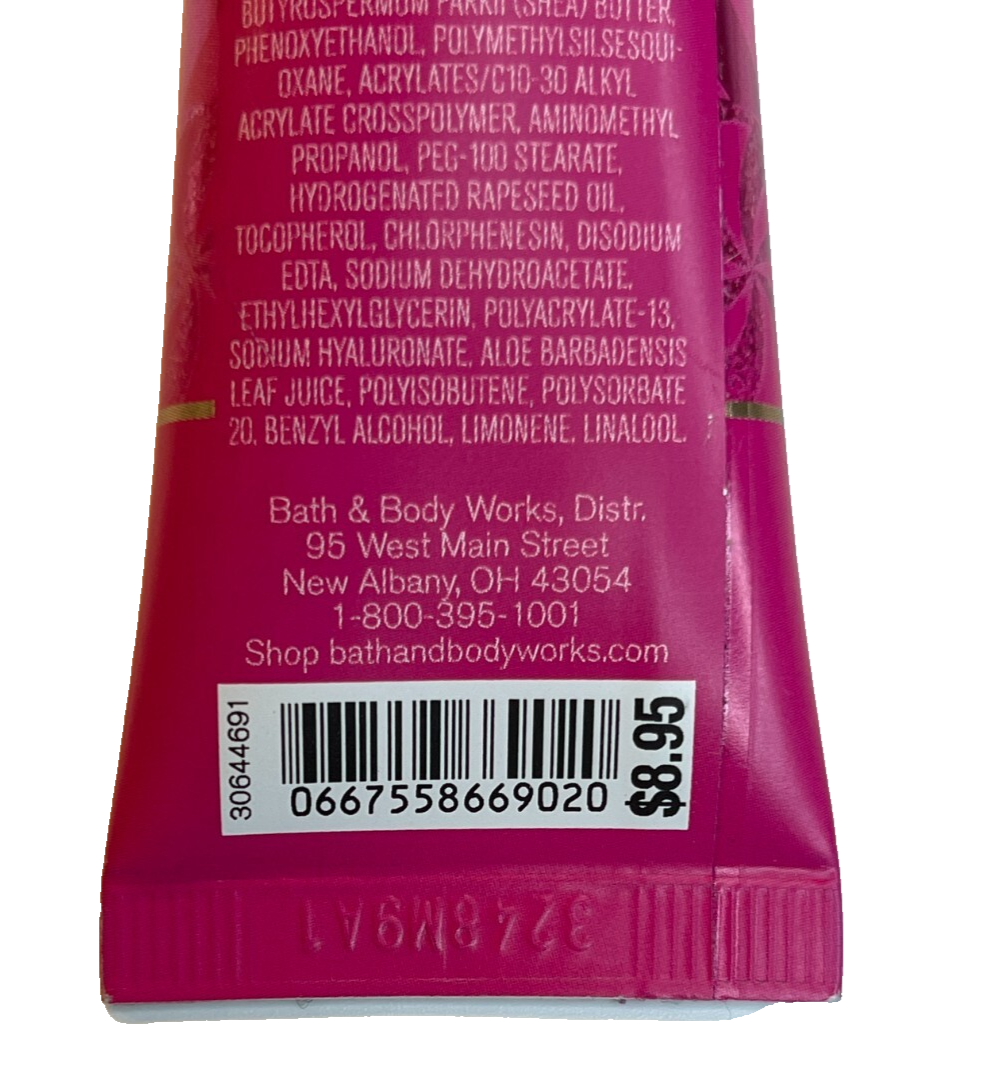 BUTYROSPERMUM PARKII (SHEA) BUTTER,
PHENOXYETHANOL, POLYMETHYLSILSESQUI-
OXANE, ACRYLATES/C10-30 ALKYL
ACRYLATE CROSSPOLYMER, AMINOMETHYL
PROPANOL, PEG-100 STEARATE,
HYDROGENATED RAPESEED OIL,
TOCOPHEROL, CHLORPHENESIN, DISODIUM
EDTA, SODIUM DEHYDROACETATE,
ETHYLHEXYLGLYCERIN, POLYACRYLATE-13,
SODIUM HYALURONATE, ALOE BARBADENSIS
LEAF JUICE, POLYISOBUTENE, POLYSORBATE
20, BENZYL ALCOHOL, LIMONENE, LINALOOL.
Bath & Body Works, Distr.
95 West Main Street
New Albany, OH 43054
1-800-395-1001
Shop bathandbodyworks.com
30644691
0667558669020
$8.95